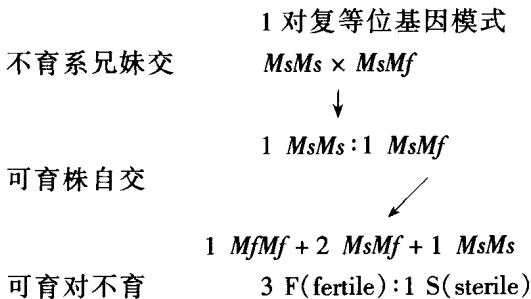 1 对复等位基因模式
不育系兄妹交 MsMs × MsMf
1 MsMs:1 MsMf
可育株自交
1 MfMf + 2 MsMf + 1 MsMs
可育对不育 3 F(fertile):1 S(sterile)